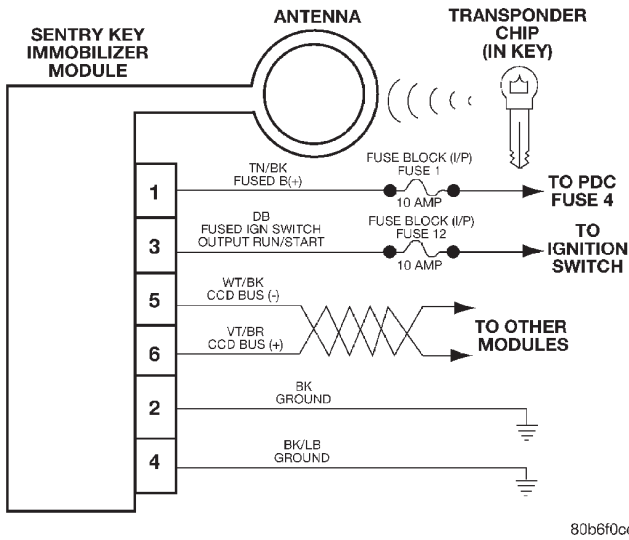 ANTENNA
TRANSPONDER
CHIP
(IN KEY)
SENTRY KEY
IMMOBILIZER
MODULE
1
TN/BK
FUSED B(+)
FUSE BLOCK (I/P)
FUSE 1
10 AMP
TO PDC
FUSE 4
3
DB
FUSED IGN SWITCH
OUTPUT RUN/START
FUSE BLOCK (I/P)
FUSE 12
10 AMP
TO
IGNITION
SWITCH
5
WT/BK
CCD BUS (-)
6
VT/BR
CCD BUS (+)
TO OTHER
MODULES
2
BK
GROUND
4
BK/LB
GROUND